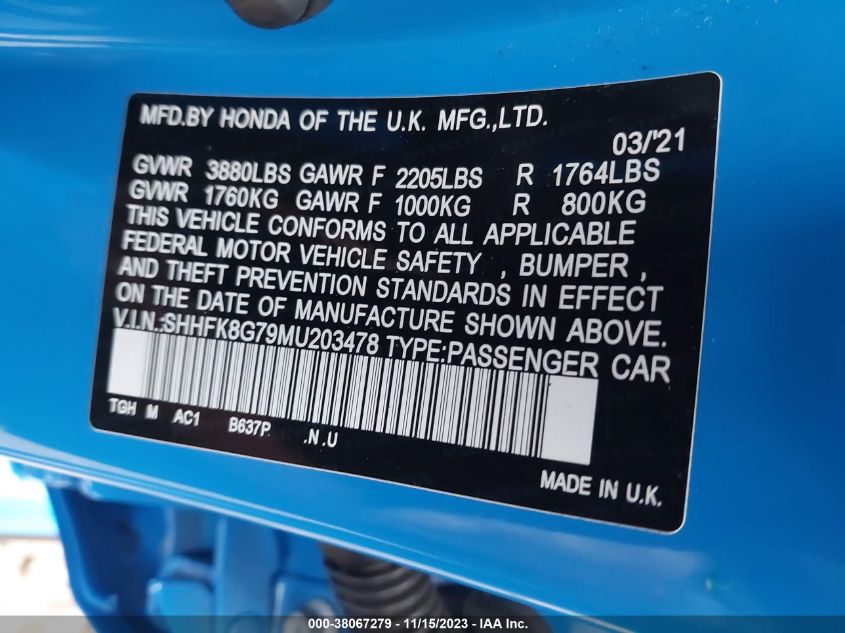 MFD.BY HONDA OF THE U.K. MFG.,LTD.
03/'21
GVWR 3880LBS GAWR F 2205LBS R 1764LBS
GVWR 1760KG GAWR F 1000KG R 800KG
THIS VEHICLE CONFORMS TO ALL APPLICABLE
FEDERAL MOTOR VEHICLE SAFETY , BUMPER ,
AND THEFT PREVENTION STANDARDS IN EFFECT
ON THE DATE OF MANUFACTURE SHOWN ABOVE.
V.I.N.:SHHFK8G79MU203478 TYPE:PASSENGER CAR
TGH M AC1 B637P .N .U
MADE IN U.K.
000-38067279 - 11/15/2023 - IAA Inc.